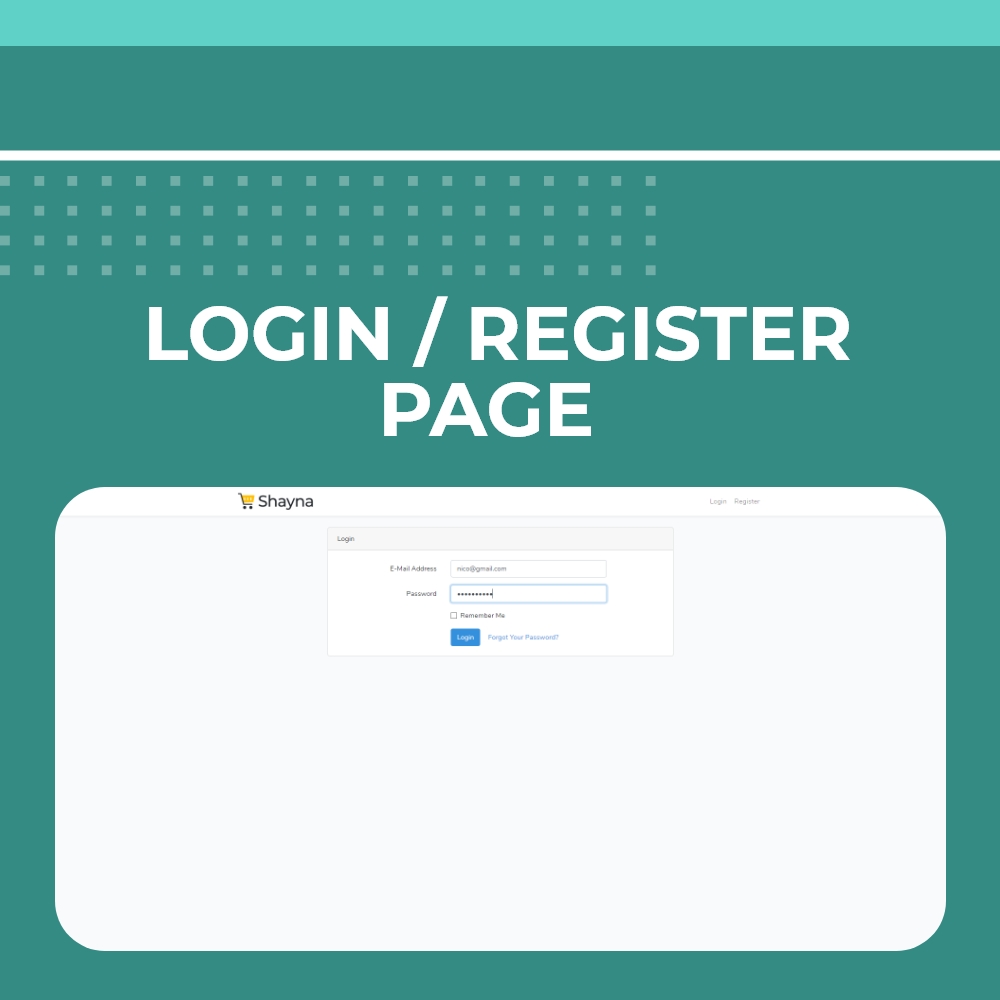 LOGIN / REGISTER
PAGE
Shayna
Login Register
Login
E-Mail Address nico@gmail.com
Password ••••••••••
Remember Me
Login Forgot Your Password?